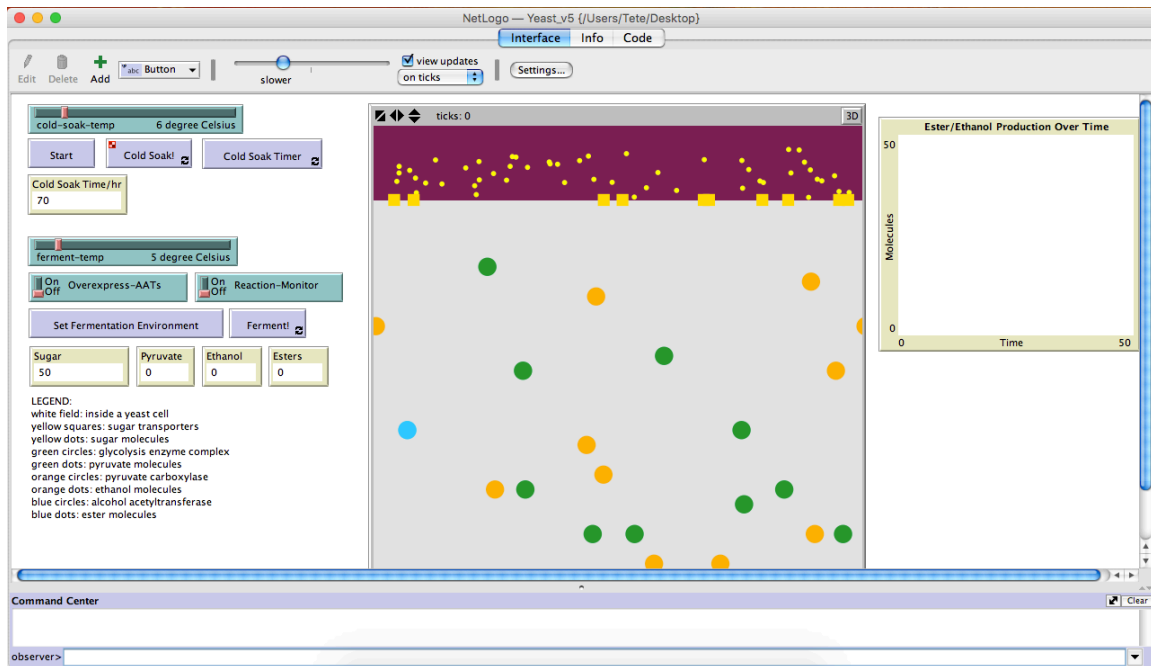 NetLogo — Yeast_v5 {/Users/Tete/Desktop}
Interface Info Code
Edit Delete Add abc Button slower view updates on ticks Settings...
cold-soak-temp 6 degree Celsius
Start Cold Soak! Cold Soak Timer
Cold Soak Time/hr
70
ferment-temp 5 degree Celsius
On Off Overexpress-AATs On Off Reaction-Monitor
Set Fermentation Environment Ferment!
Sugar Pyruvate Ethanol Esters
50 0 0 0
LEGEND:
white field: inside a yeast cell
yellow squares: sugar transporters
yellow dots: sugar molecules
green circles: glycolysis enzyme complex
green dots: pyruvate molecules
orange circles: pyruvate carboxylase
orange dots: ethanol molecules
blue circles: alcohol acetyltransferase
blue dots: ester molecules
ticks: 0 3D
Ester/Ethanol Production Over Time
50
Molecules
0
0 Time 50
Command Center Clear
observer>